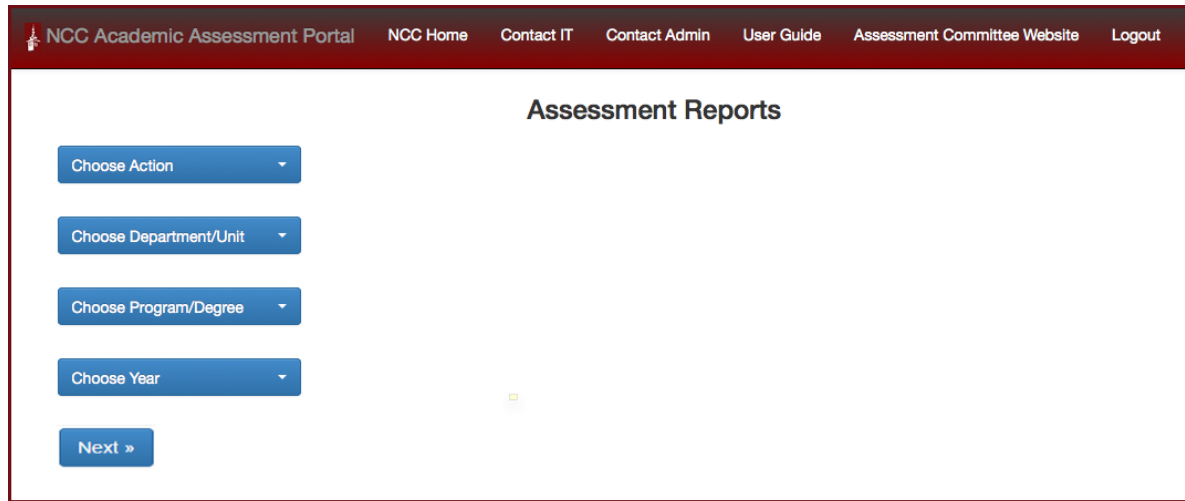 NCC Academic Assessment Portal NCC Home Contact IT Contact Admin User Guide Assessment Committee Website Logout
Assessment Reports
Choose Action
Choose Department/Unit
Choose Program/Degree
Choose Year
Next »